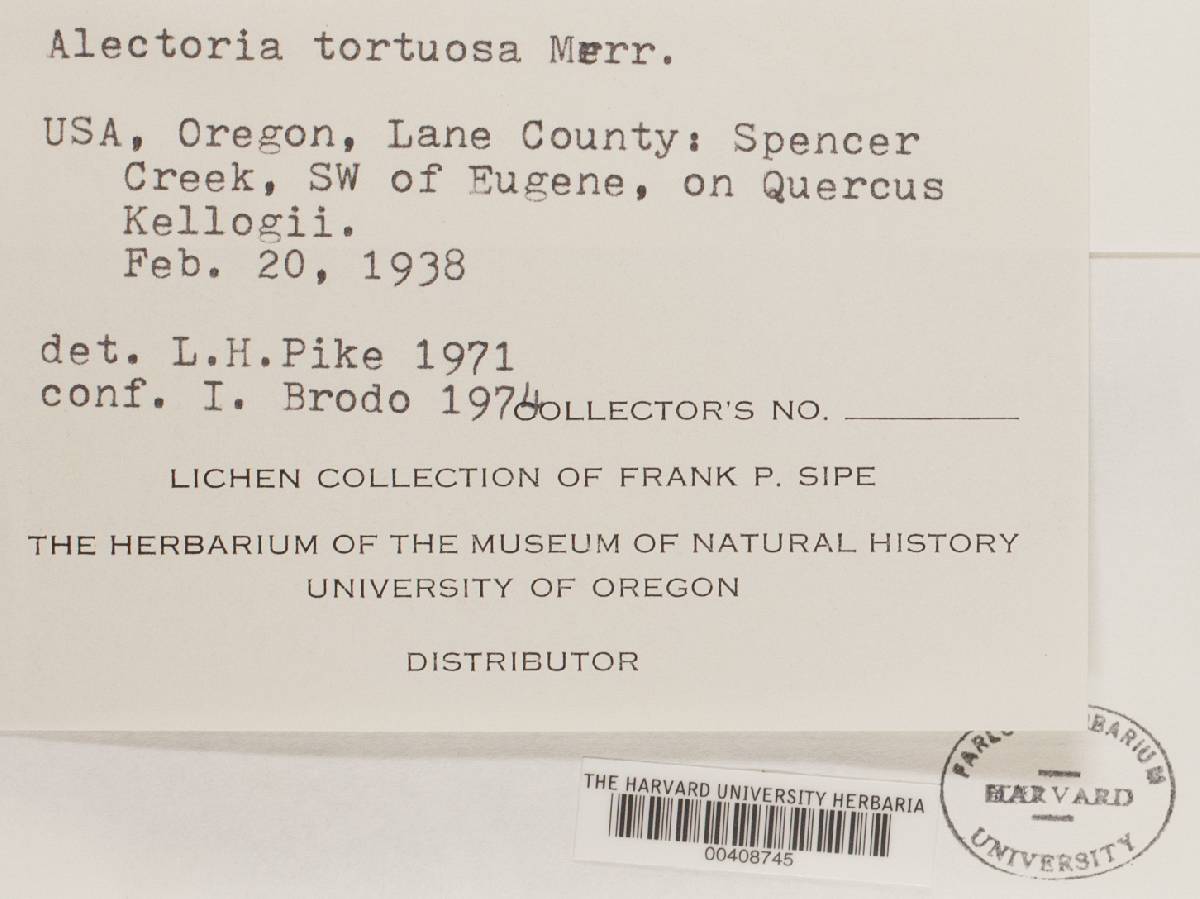 Alectoria tortuosa Merr.
USA, Oregon, Lane County: Spencer
Creek, SW of Eugene, on Quercus
Kellogii.
Feb. 20, 1938
det. L.H.Pike 1971
conf. I. Brodo 1974
COLLECTOR'S NO.
LICHEN COLLECTION OF FRANK P. SIPE
THE HERBARIUM OF THE MUSEUM OF NATURAL HISTORY
UNIVERSITY OF OREGON
DISTRIBUTOR
THE HARVARD UNIVERSITY HERBARIA
00408745
HARVARD
UNIVERSITY